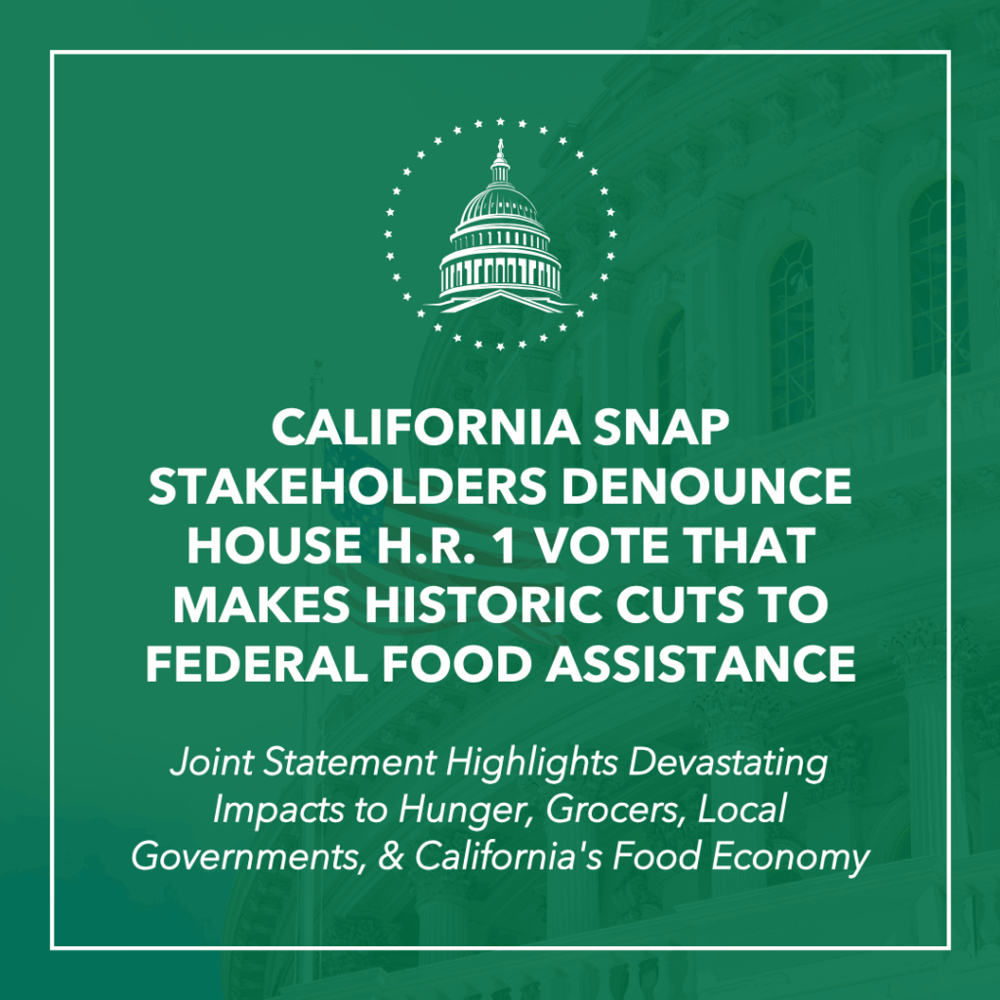 CALIFORNIA SNAP
STAKEHOLDERS DENOUNCE
HOUSE H.R. 1 VOTE THAT
MAKES HISTORIC CUTS TO
FEDERAL FOOD ASSISTANCE
Joint Statement Highlights Devastating
Impacts to Hunger, Grocers, Local
Governments, & California's Food Economy